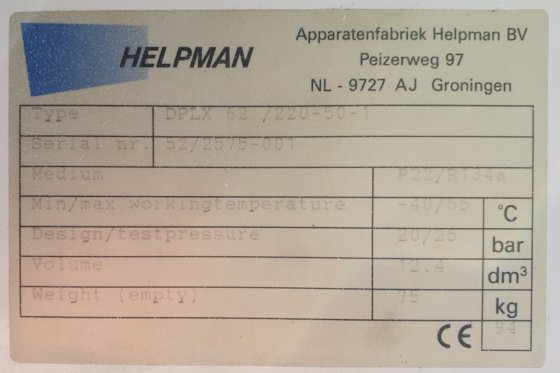 HELPMAN
Apparatenfabriek Helpman BV
Peizerweg 97
NL - 9727 AJ Groningen
Type DPLX 62 /220-50-1
Serial nr. 52/2575-001
Medium R22/R134a
Min/max workingtemperature -40/55 °C
Design/testpressure 20/25 bar
Volume 12.4 dm³
Weight (empty) 75 kg
CE 94